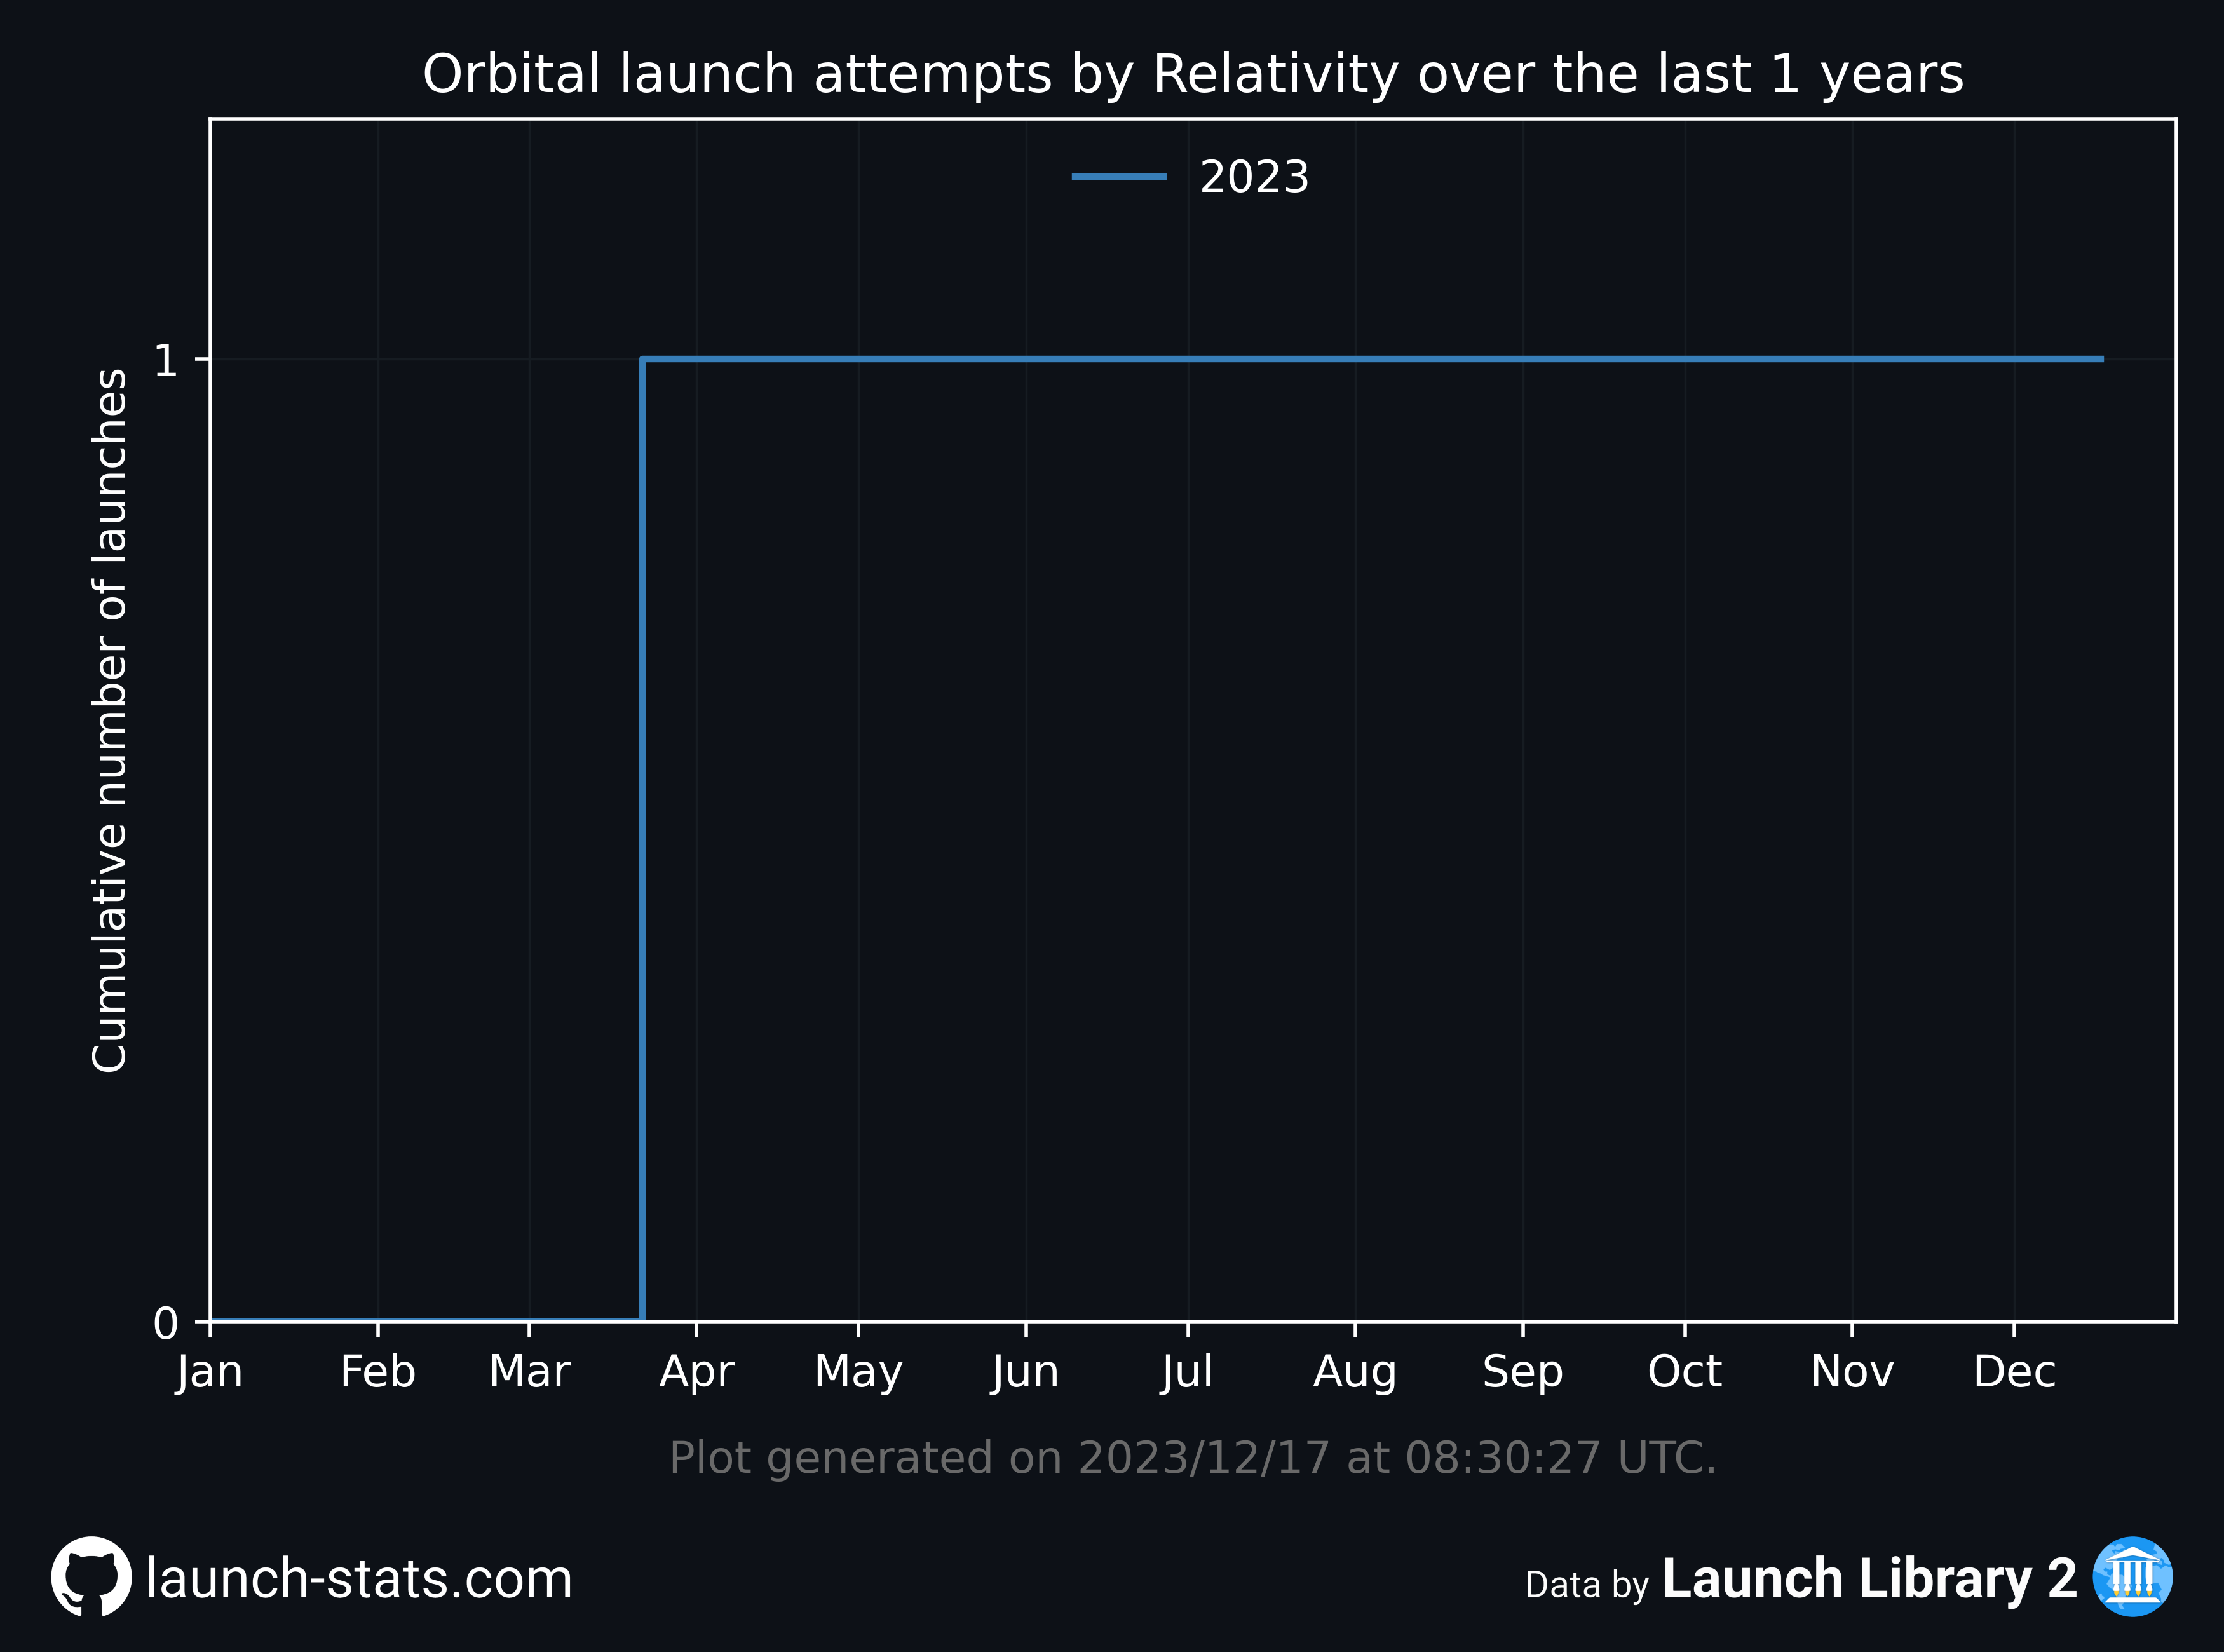 Orbital launch attempts by Relativity over the last 1 years
2023
Cumulative number of launches
1
0
Jan Feb Mar Apr May Jun Jul Aug Sep Oct Nov Dec
Plot generated on 2023/12/17 at 08:30:27 UTC.
launch-stats.com
Data by Launch Library 2